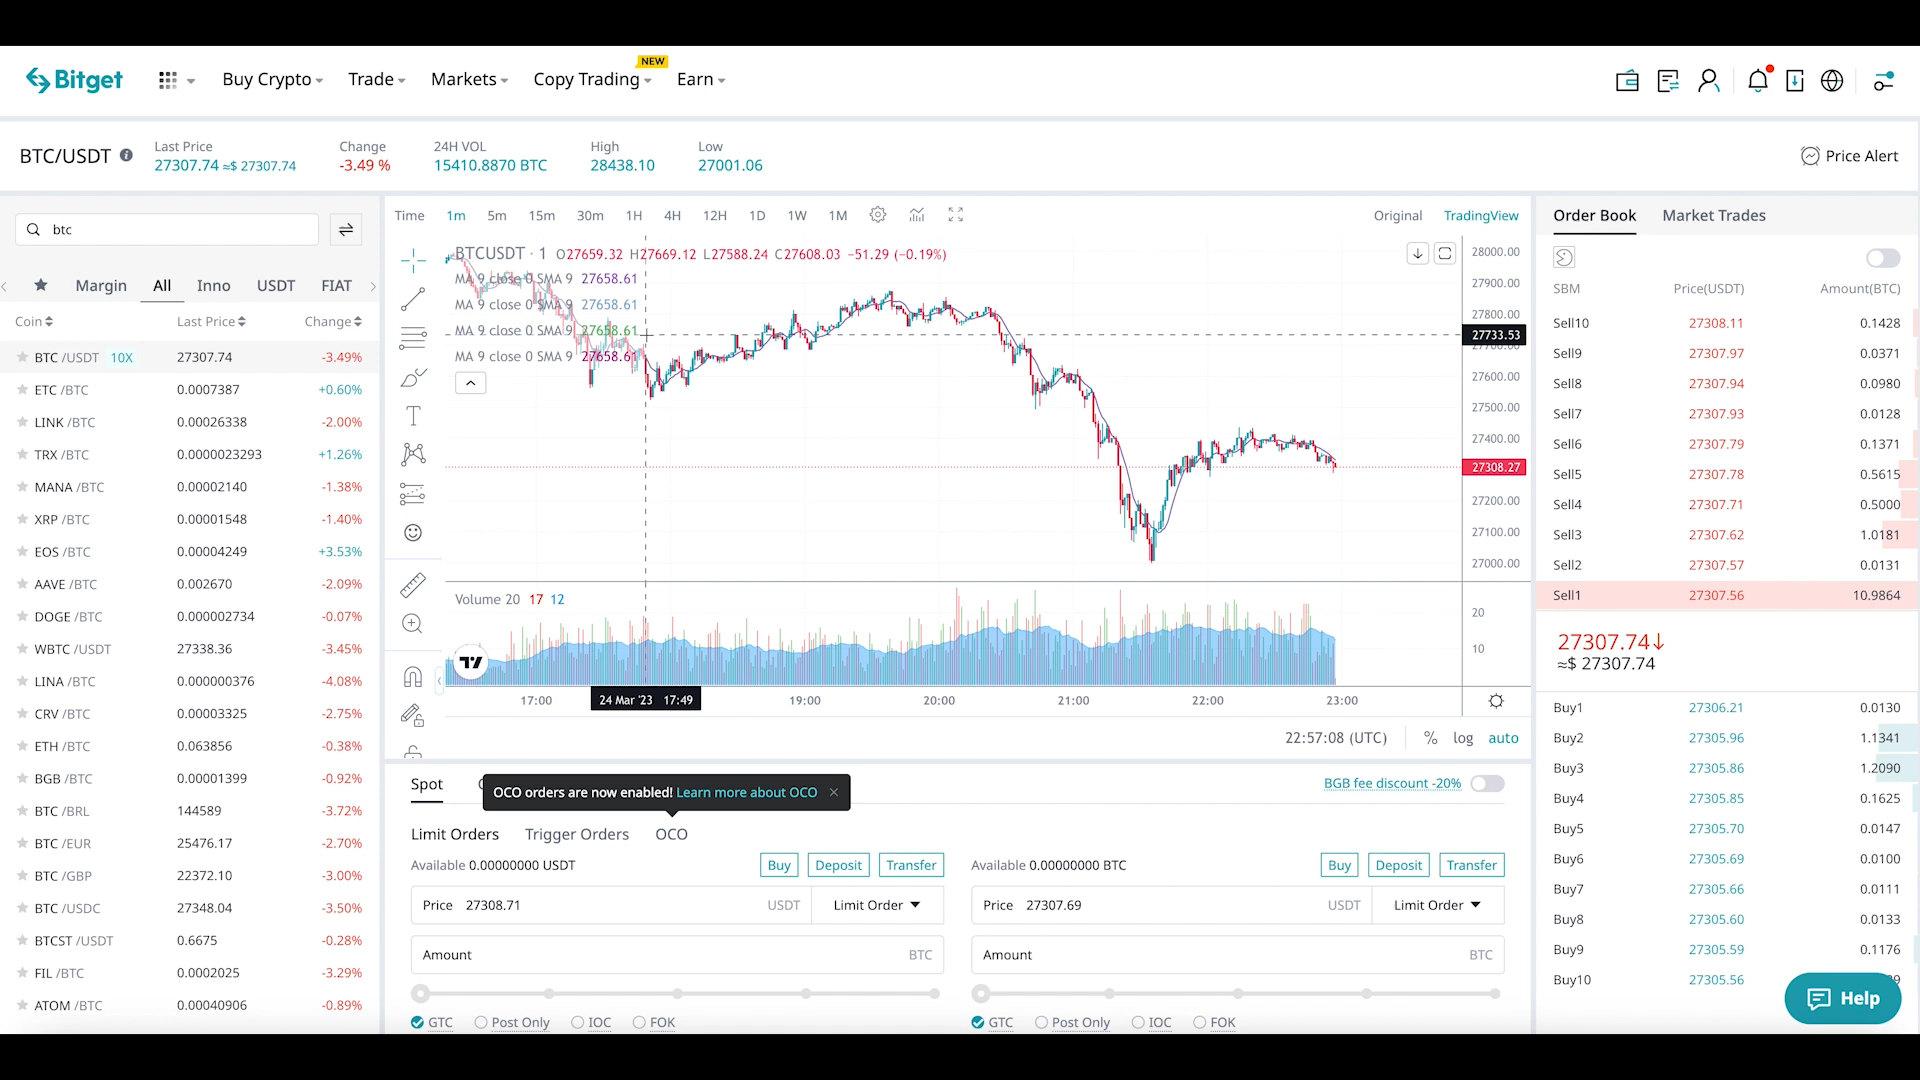 Bitget
Buy Crypto
Trade
Markets
Copy Trading
NEW
Earn
BTC/USDT
Last Price
27307.74 ≈$ 27307.74
Change
-3.49 %
24H VOL
15410.8870 BTC
High
28438.10
Low
27001.06
Price Alert
btc
Margin All Inno USDT FIAT
Coin Last Price Change
BTC /USDT 10X 27307.74 -3.49%
ETC /BTC 0.0007387 +0.60%
LINK /BTC 0.00026338 -2.00%
TRX /BTC 0.0000023293 +1.26%
MANA /BTC 0.00002140 -1.38%
XRP /BTC 0.00001548 -1.40%
EOS /BTC 0.00004249 +3.53%
AAVE /BTC 0.002670 -2.09%
DOGE /BTC 0.000002734 -0.07%
WBTC /USDT 27338.36 -3.45%
LINA /BTC 0.000000376 -4.08%
CRV /BTC 0.00003325 -2.75%
ETH /BTC 0.063856 -0.38%
BGB /BTC 0.00001399 -0.92%
BTC /BRL 144589 -3.72%
BTC /EUR 25476.17 -2.70%
BTC /GBP 22372.10 -3.00%
BTC /USDC 27348.04 -3.50%
BTCST /USDT 0.6675 -0.28%
FIL /BTC 0.0002025 -3.29%
ATOM /BTC 0.00040906 -0.89%
Time 1m 5m 15m 30m 1H 4H 12H 1D 1W 1M
Original TradingView
BTCUSDT · 1 O27659.32 H27669.12 L27588.24 C27608.03 −51.29 (−0.19%)
MA 9 close 0 SMA 9 27658.61
MA 9 close 0 SMA 9 27658.61
MA 9 close 0 SMA 9 27658.61
MA 9 close 0 SMA 9 27658.61
28000.00
27900.00
27800.00
27733.53
27600.00
27500.00
27400.00
27308.27
27200.00
27100.00
27000.00
Volume 20 17 12
20
10
17:00 24 Mar '23 17:49 19:00 20:00 21:00 22:00 23:00
22:57:08 (UTC) % log auto
Spot
OCO orders are now enabled! Learn more about OCO
BGB fee discount -20%
Limit Orders Trigger Orders OCO
Available 0.00000000 USDT Buy Deposit Transfer
Price 27308.71 USDT Limit Order
Amount BTC
GTC Post Only IOC FOK
Available 0.00000000 BTC Buy Deposit Transfer
Price 27307.69 USDT Limit Order
Amount BTC
GTC Post Only IOC FOK
Order Book Market Trades
SBM Price(USDT) Amount(BTC)
Sell10 27308.11 0.1428
Sell9 27307.97 0.0371
Sell8 27307.94 0.0980
Sell7 27307.93 0.0128
Sell6 27307.79 0.1371
Sell5 27307.78 0.5615
Sell4 27307.71 0.5000
Sell3 27307.62 1.0181
Sell2 27307.57 0.0131
Sell1 27307.56 10.9864
27307.74↓
≈$ 27307.74
Buy1 27306.21 0.0130
Buy2 27305.96 1.1341
Buy3 27305.86 1.2090
Buy4 27305.85 0.1625
Buy5 27305.70 0.0147
Buy6 27305.69 0.0100
Buy7 27305.66 0.0111
Buy8 27305.60 0.0133
Buy9 27305.59 0.1176
Buy10 27305.56
Help